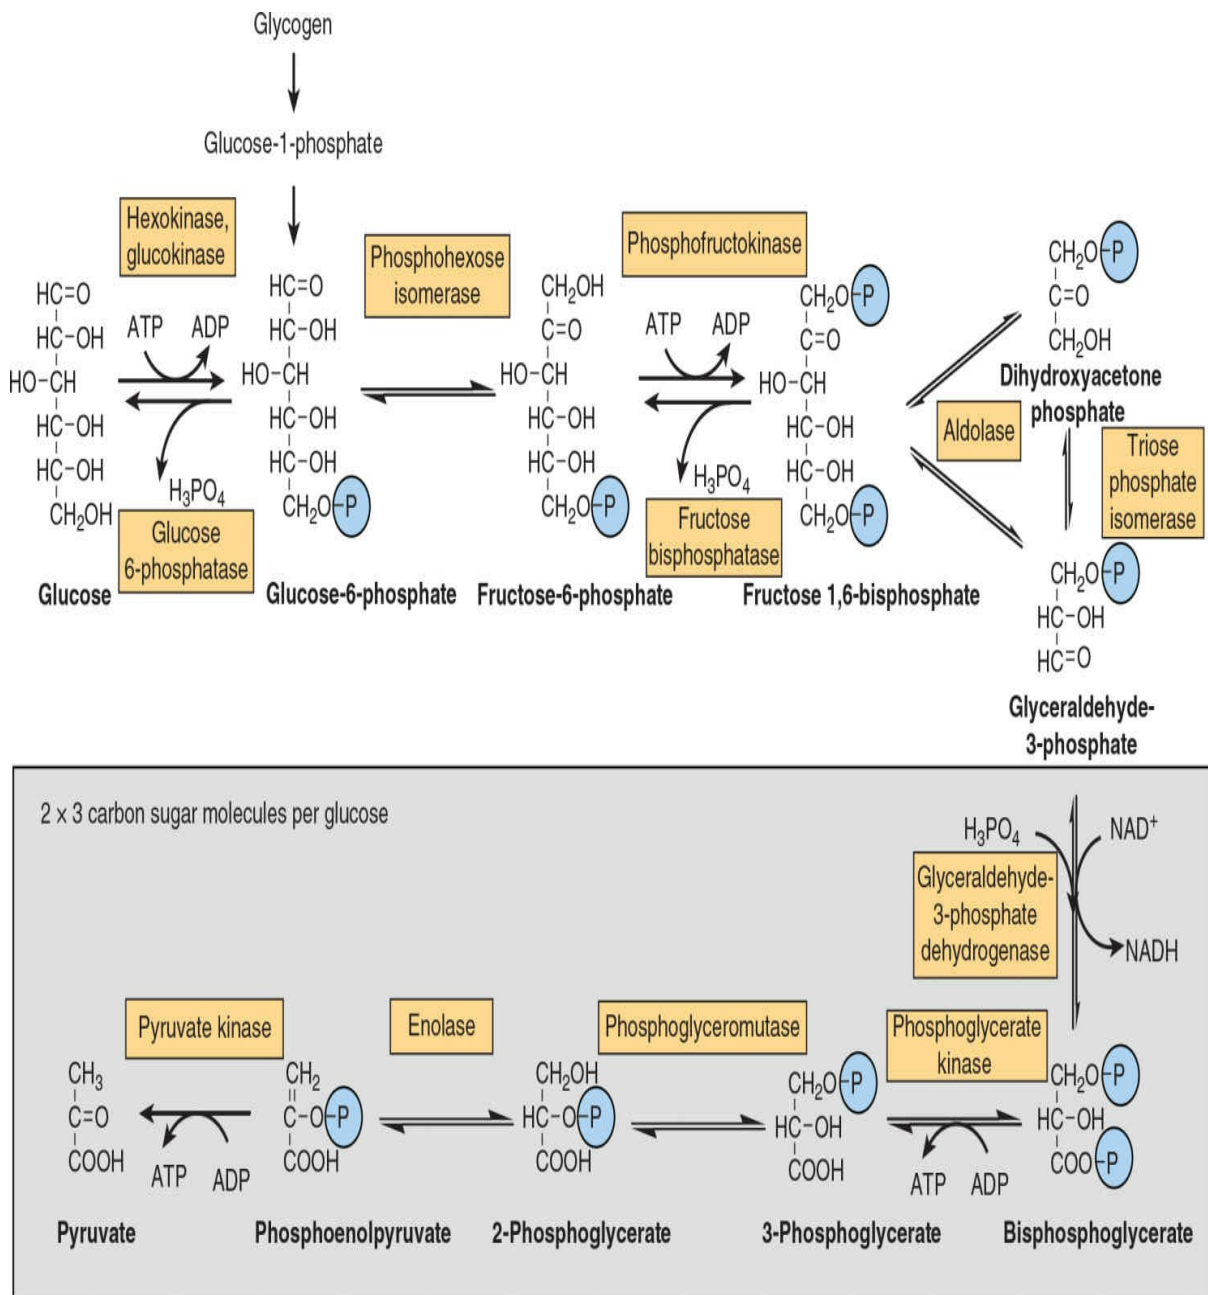 Glycogen
Glucose-1-phosphate
Hexokinase,
glucokinase
Phosphohexose
isomerase
Phosphofructokinase
HC=O
HC-OH
HO-CH
HC-OH
HC-OH
CH₂OH
ATP
ADP
H₃PO₄
Glucose
6-phosphatase
Glucose
HC=O
HC-OH
HO-CH
HC-OH
HC-OH
CH₂O-P
Glucose-6-phosphate
CH₂OH
C=O
HO-CH
HC-OH
HC-OH
CH₂O-P
Fructose-6-phosphate
ATP
ADP
H₃PO₄
Fructose
bisphosphatase
CH₂O-P
C=O
HO-CH
HC-OH
HC-OH
CH₂O-P
Fructose 1,6-bisphosphate
Aldolase
CH₂O-P
C=O
CH₂OH
Dihydroxyacetone
phosphate
Triose
phosphate
isomerase
CH₂O-P
HC-OH
HC=O
Glyceraldehyde-
3-phosphate
2 × 3 carbon sugar molecules per glucose
H₃PO₄
NAD⁺
Glyceraldehyde-
3-phosphate
dehydrogenase
NADH
Pyruvate kinase
Enolase
Phosphoglyceromutase
Phosphoglycerate
kinase
CH₃
C=O
COOH
Pyruvate
ATP
ADP
CH₂
C-O-P
COOH
Phosphoenolpyruvate
CH₂OH
HC-O-P
COOH
2-Phosphoglycerate
CH₂O-P
HC-OH
COOH
3-Phosphoglycerate
ATP
ADP
CH₂O-P
HC-OH
COO-P
Bisphosphoglycerate